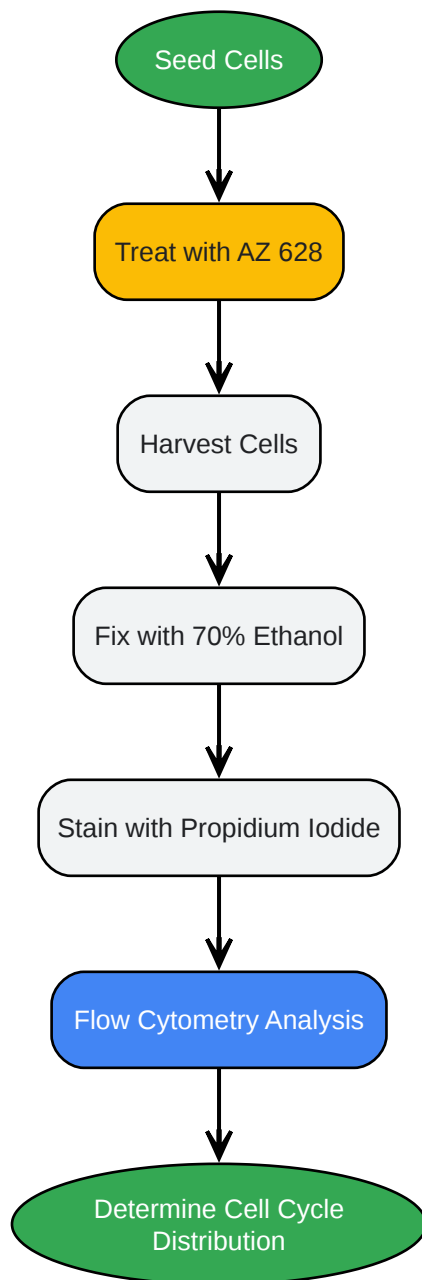 Seed Cells
Treat with AZ 628
Harvest Cells
Fix with 70% Ethanol
Stain with Propidium Iodide
Flow Cytometry Analysis
Determine Cell Cycle
Distribution